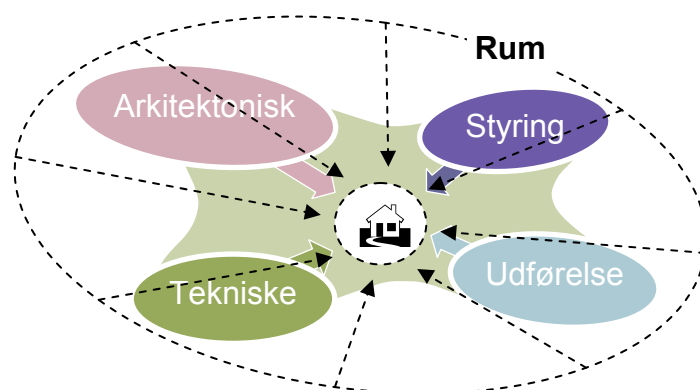 Rum
Arkitektonisk
Styring
Tekniske
Udførelse